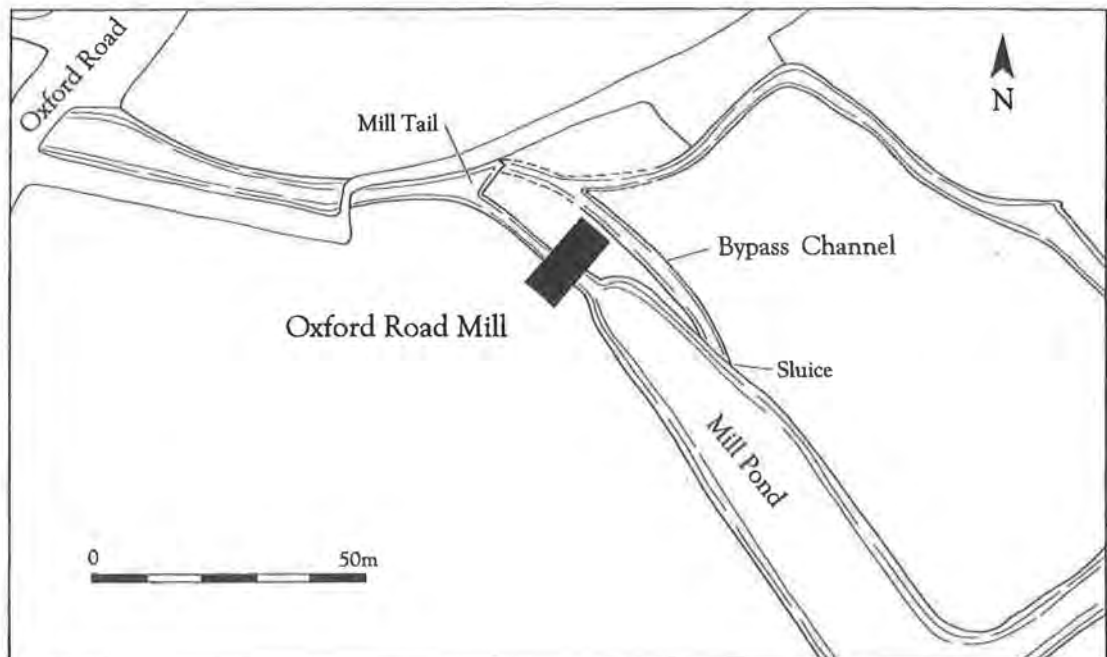 Oxford Road
N
Mill Tail
Bypass Channel
Oxford Road Mill
Sluice
Mill Pond
0 50m